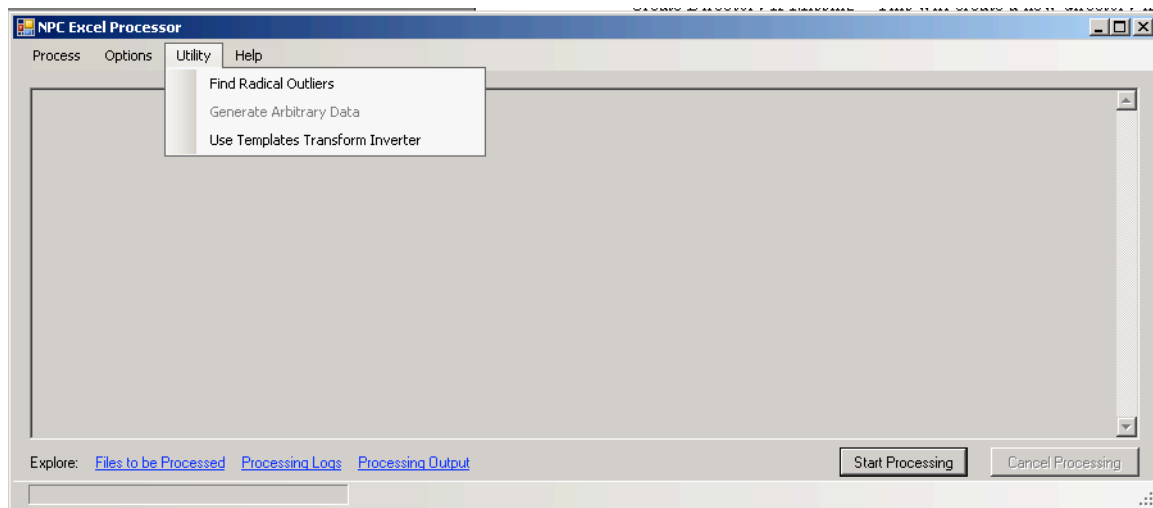 NPC Excel Processor
Process Options Utility Help
Find Radical Outliers
Generate Arbitrary Data
Use Templates Transform Inverter
Explore: Files to be Processed Processing Logs Processing Output Start Processing Cancel Processing